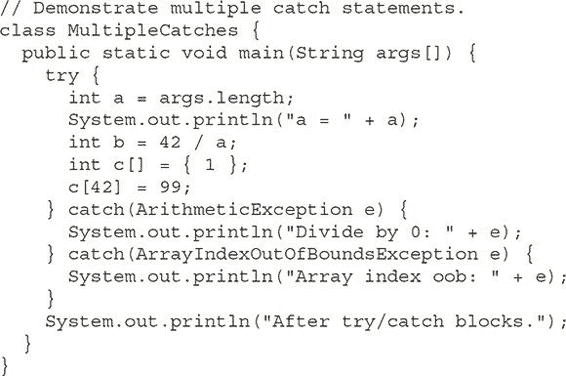 // Demonstrate multiple catch statements.
class MultipleCatches {
  public static void main(String args[]) {
    try {
      int a = args.length;
      System.out.println("a = " + a);
      int b = 42 / a;
      int c[] = { 1 };
      c[42] = 99;
    } catch(ArithmeticException e) {
      System.out.println("Divide by 0: " + e);
    } catch(ArrayIndexOutOfBoundsException e) {
      System.out.println("Array index oob: " + e);
    }
    System.out.println("After try/catch blocks.");
  }
}